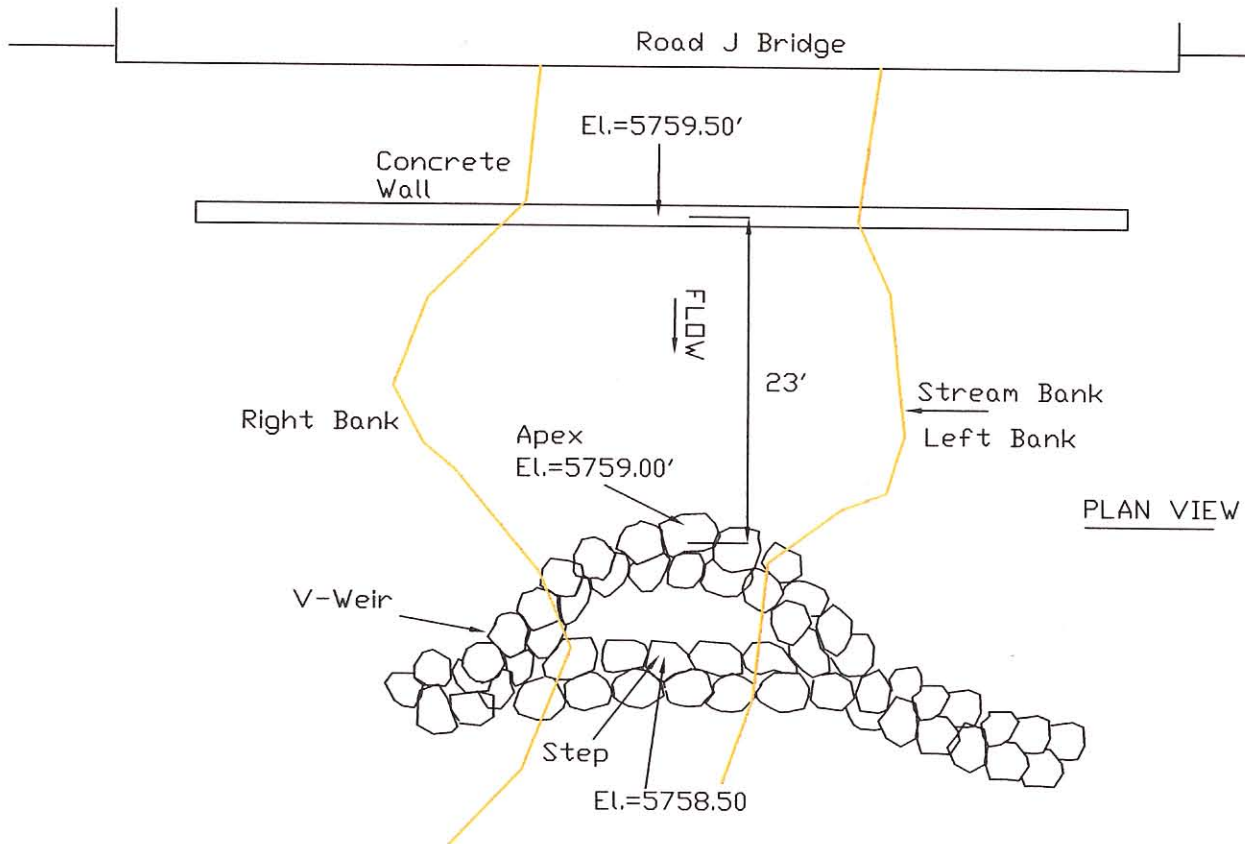 Road J Bridge
El.=5759.50'
Concrete
Wall
FLOW
23'
Stream Bank
Left Bank
Right Bank
Apex
El.=5759.00'
PLAN VIEW
V-Weir
Step
El.=5758.50